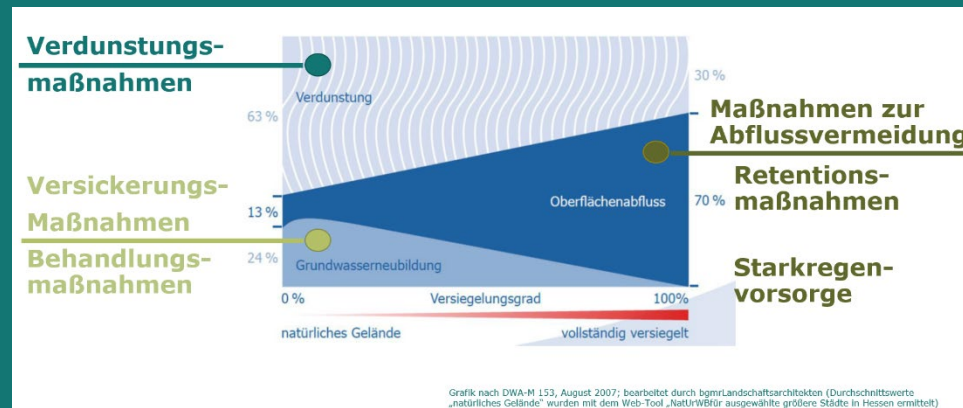 Verdunstungs-
maßnahmen
Versickerungs-
Maßnahmen
Behandlungs-
maßnahmen
63 %
13 %
24 %
Verdunstung
Oberflächenabfluss
Grundwasserneubildung
30 %
70 %
0 %
Versiegelungsgrad
100%
natürliches Gelände
vollständig versiegelt
Maßnahmen zur
Abflussvermeidung
Retentions-
maßnahmen
Starkregen-
vorsorge
Grafik nach DWA-M 153, August 2007; bearbeitet durch bgmrLandschaftsarchitekten (Durchschnittswerte
„natürliches Gelände" wurden mit dem Web-Tool „NatUrWBfür ausgewählte größere Städte in Hessen ermittelt)